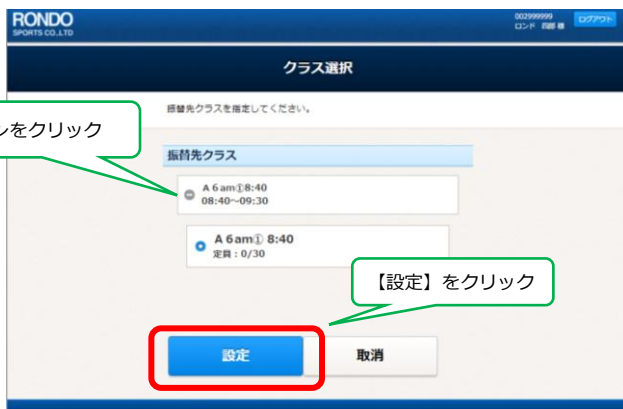 RONDO
SPORTS CO.,LTD
002999999
ロンド 四郎 様
ログアウト
クラス選択
振替先クラスを指定してください。
ルをクリック
振替先クラス
A 6am①8:40
08:40~09:30
A 6am① 8:40
定員:0/30
【設定】をクリック
設定
取消